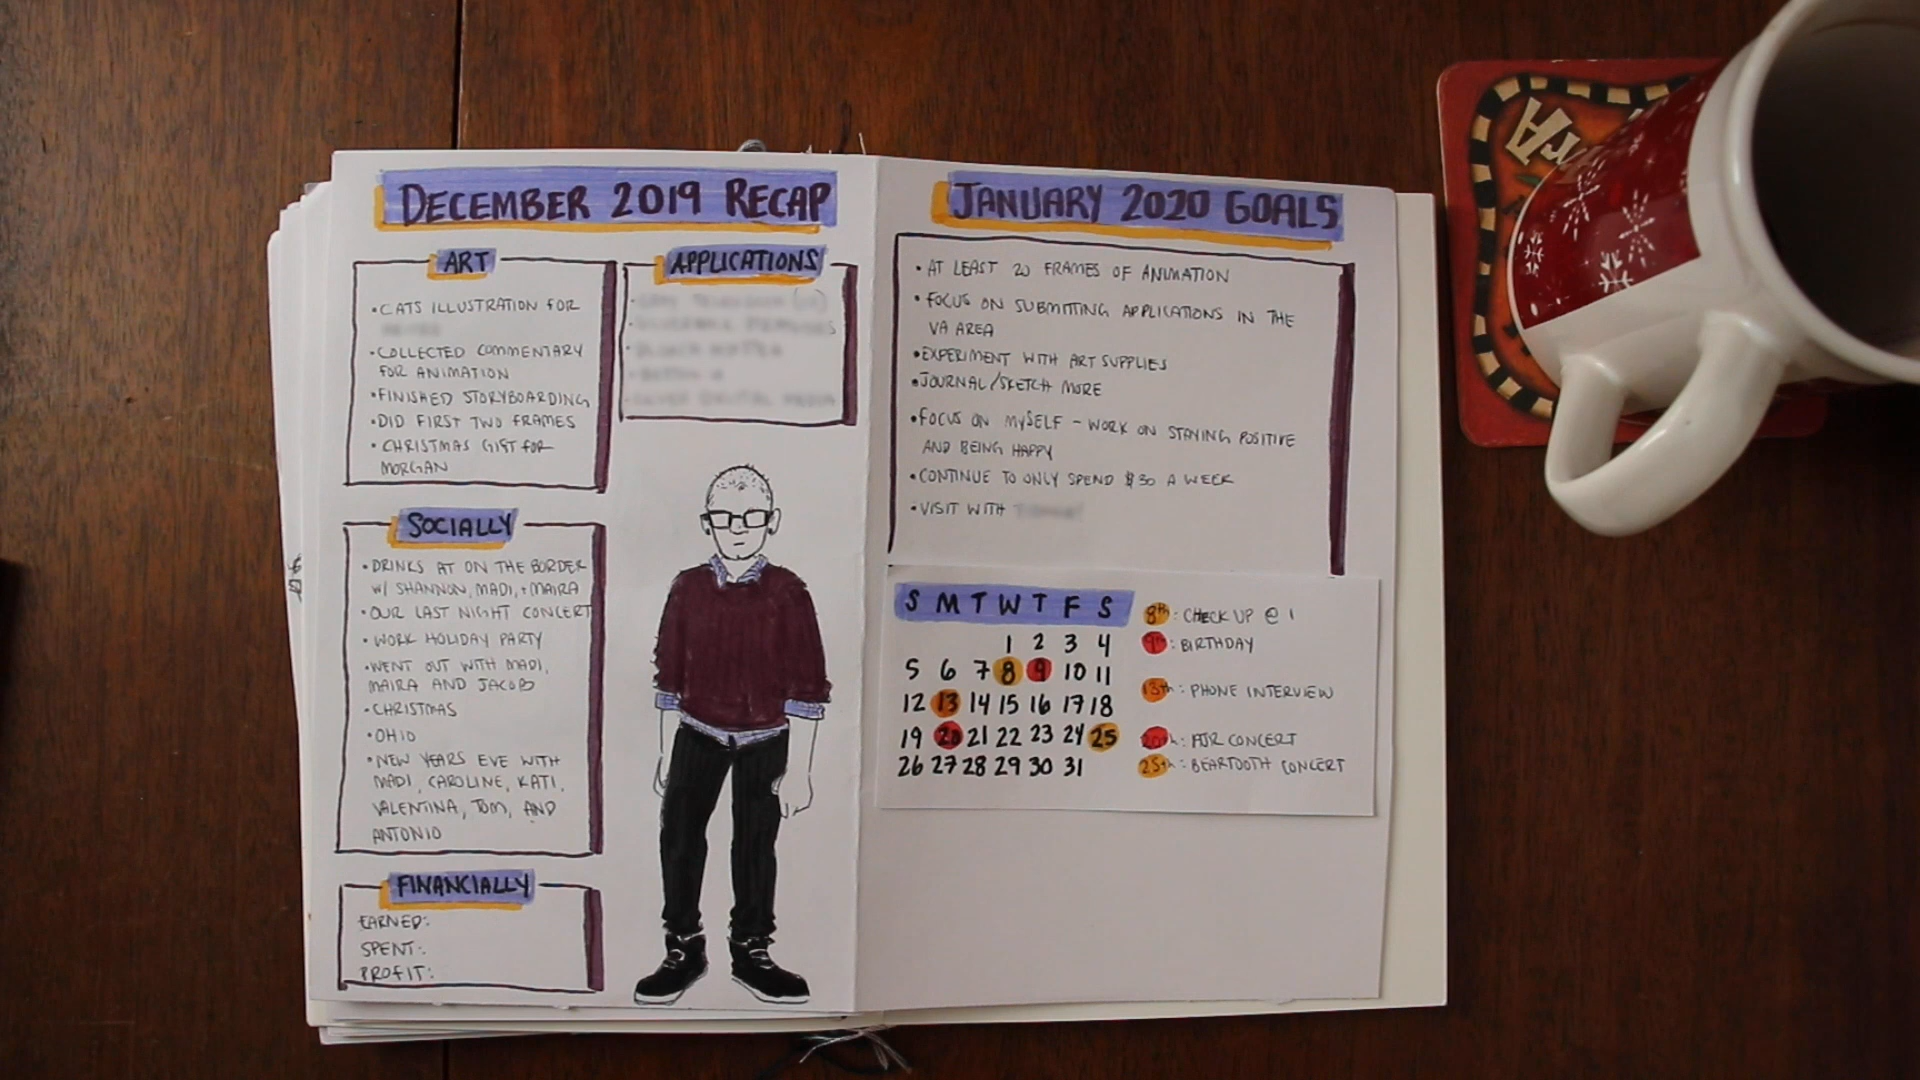 DECEMBER 2019 RECAP
ART
• CATS ILLUSTRATION FOR
• COLLECTED COMMENTARY
FOR ANIMATION
• FINISHED STORYBOARDING
• DID FIRST TWO FRAMES
• CHRISTMAS GIFT FOR
MORGAN
APPLICATIONS
SOCIALLY
• DRINKS AT ON THE BORDER
W/ SHANNON, MADI, + MAIRA
• OUR LAST NIGHT CONCERT
• WORK HOLIDAY PARTY
• WENT OUT WITH MADI,
MAIRA AND JACOB
• CHRISTMAS
• OHIO
• NEW YEARS EVE WITH
MADI, CAROLINE, KATI,
VALENTINA, TOM, AND
ANTONIO
FINANCIALLY
EARNED:
SPENT:
PROFIT:
JANUARY 2020 GOALS
• AT LEAST 20 FRAMES OF ANIMATION
• FOCUS ON SUBMITTING APPLICATIONS IN THE
VA AREA
• EXPERIMENT WITH ART SUPPLIES
• JOURNAL/SKETCH MORE
• FOCUS ON MYSELF - WORK ON STAYING POSITIVE
AND BEING HAPPY
• CONTINUE TO ONLY SPEND $30 A WEEK
• VISIT WITH
S M T W T F S
1 2 3 4
5 6 7 8 9 10 11
12 13 14 15 16 17 18
19 20 21 22 23 24 25
26 27 28 29 30 31
8th: CHECK UP @ 1
9th: BIRTHDAY
13th: PHONE INTERVIEW
20th: PTR CONCERT
25th: BEARTOOTH CONCERT